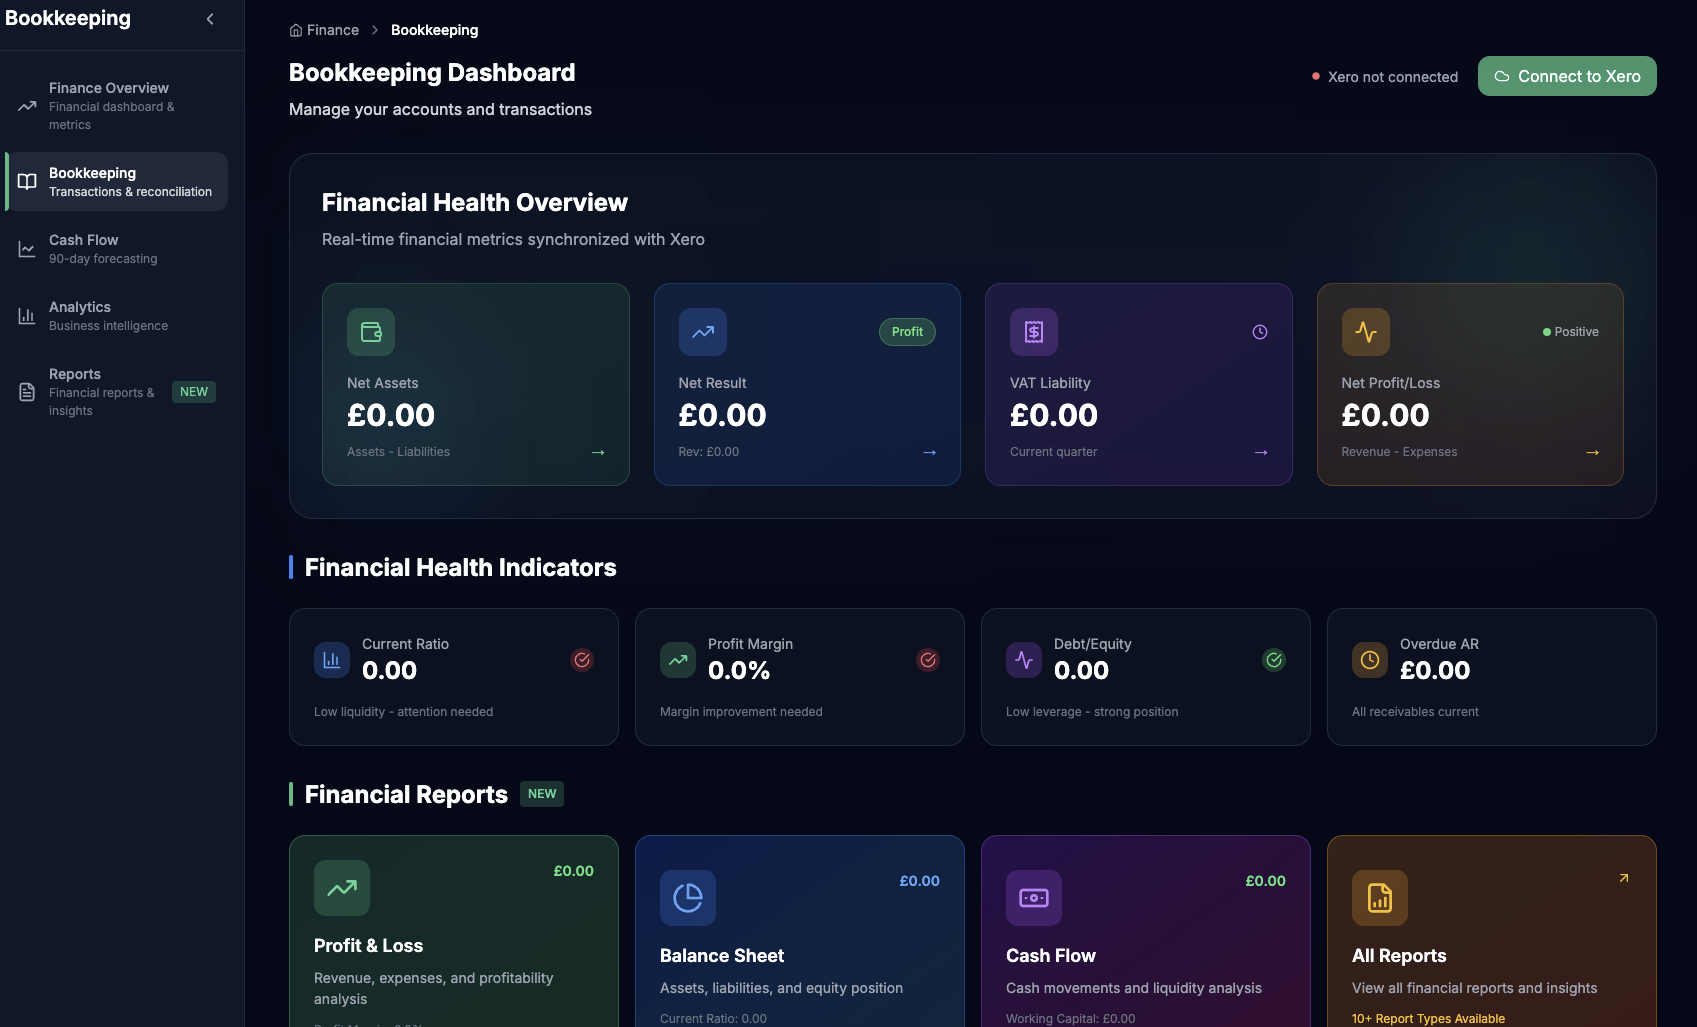 Bookkeeping
Finance Overview
Financial dashboard &
metrics
Bookkeeping
Transactions & reconciliation
Cash Flow
90-day forecasting
Analytics
Business intelligence
Reports
Financial reports &
insights
NEW
Finance > Bookkeeping
Bookkeeping Dashboard
Manage your accounts and transactions
Xero not connected
Connect to Xero
Financial Health Overview
Real-time financial metrics synchronized with Xero
Net Assets
£0.00
Assets - Liabilities →
Profit
Net Result
£0.00
Rev: £0.00 →
VAT Liability
£0.00
Current quarter →
Positive
Net Profit/Loss
£0.00
Revenue - Expenses →
Financial Health Indicators
Current Ratio
0.00
Low liquidity - attention needed
Profit Margin
0.0%
Margin improvement needed
Debt/Equity
0.00
Low leverage - strong position
Overdue AR
£0.00
All receivables current
Financial Reports NEW
£0.00
Profit & Loss
Revenue, expenses, and profitability
analysis
£0.00
Balance Sheet
Assets, liabilities, and equity position
Current Ratio: 0.00
£0.00
Cash Flow
Cash movements and liquidity analysis
Working Capital: £0.00
All Reports
View all financial reports and insights
10+ Report Types Available